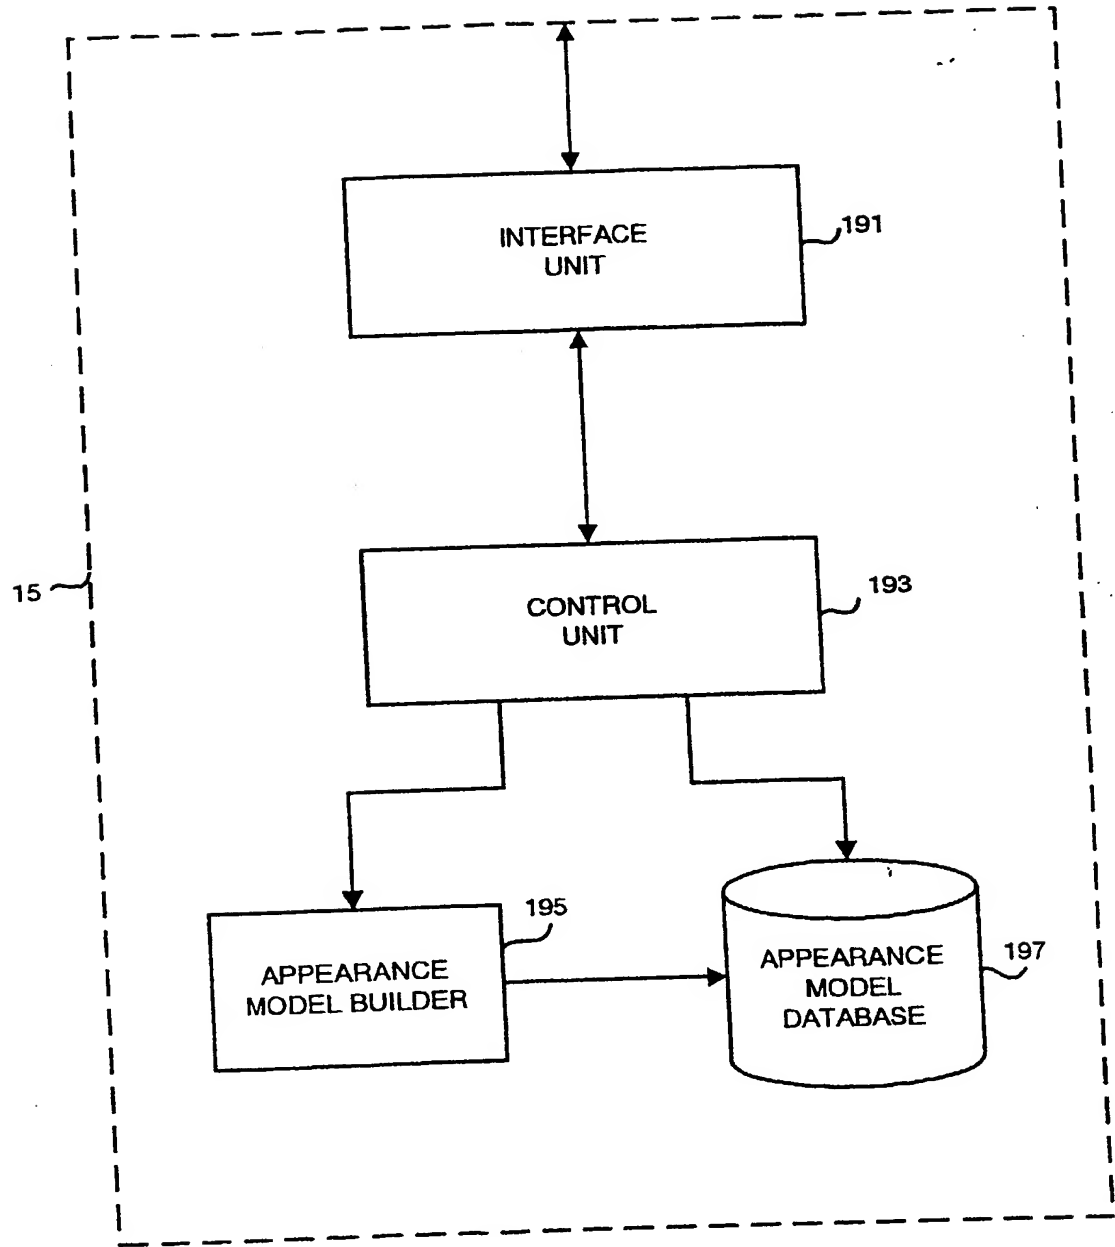 INTERFACE
UNIT
191
15
CONTROL
UNIT
193
195
APPEARANCE
MODEL BUILDER
APPEARANCE
MODEL
DATABASE
197